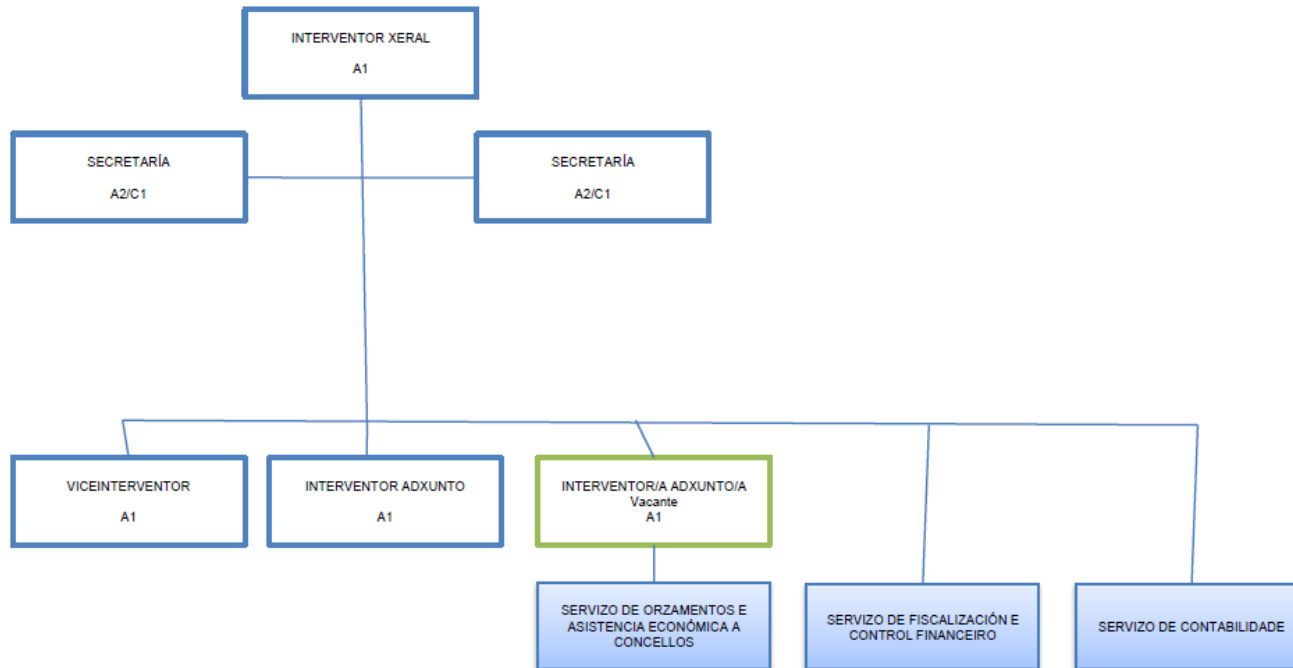 INTERVENTOR XERAL
A1
SECRETARÍA
A2/C1
SECRETARÍA
A2/C1
VICEINTERVENTOR
A1
INTERVENTOR ADXUNTO
A1
INTERVENTOR/A ADXUNTO/A
Vacante
A1
SERVIZO DE ORZAMENTOS E
ASISTENCIA ECONÓMICA A
CONCELLOS
SERVIZO DE FISCALIZACIÓN E
CONTROL FINANCEIRO
SERVIZO DE CONTABILIDADE